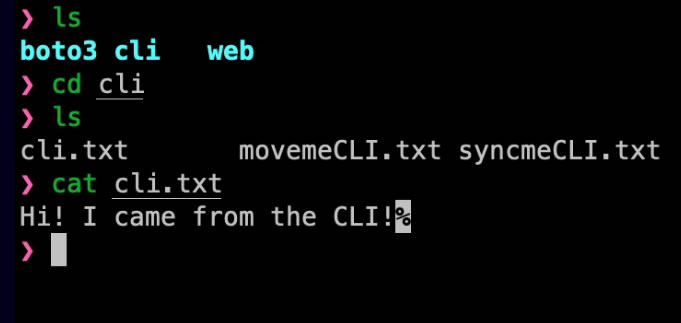 ❯ ls
boto3 cli   web
❯ cd cli
❯ ls
cli.txt       movemeCLI.txt syncmeCLI.txt
❯ cat cli.txt
Hi! I came from the CLI!%
❯